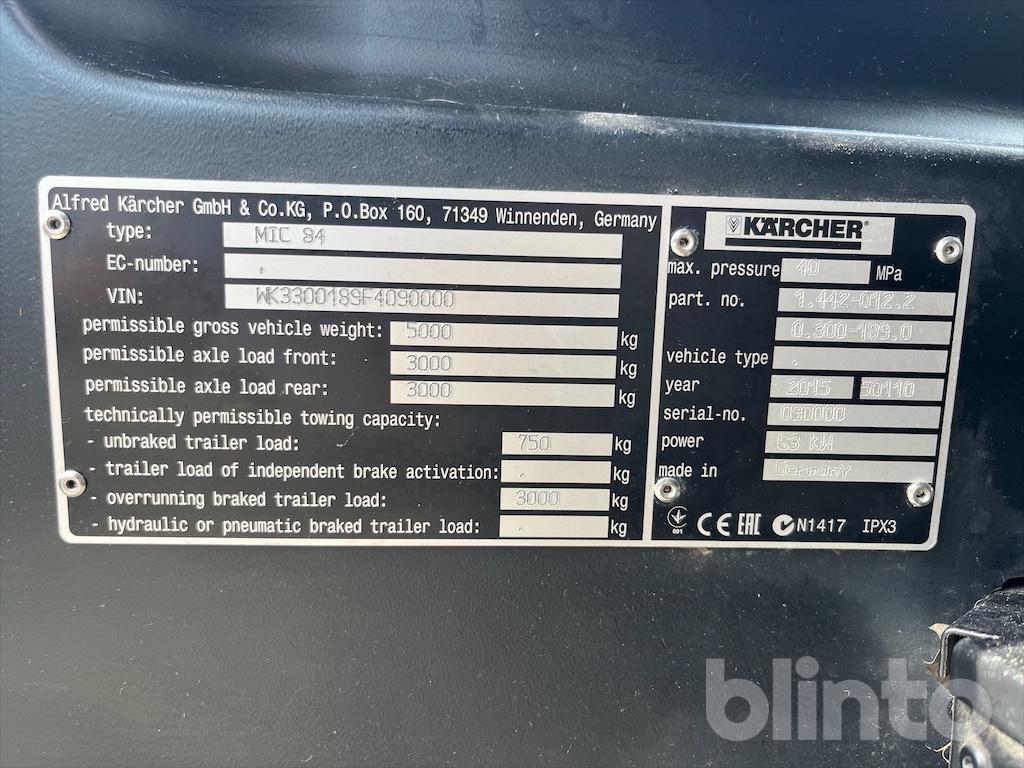 Alfred Kärcher GmbH & Co.KG, P.O.Box 160, 71349 Winnenden, Germany
type: MIC 84
EC-number: .
VIN: WK3300189F4090000
permissible gross vehicle weight: 5000 kg
permissible axle load front: 3000 kg
permissible axle load rear: 3000 kg
technically permissible towing capacity:
- unbraked trailer load: 750 kg
- trailer load of independent brake activation: . kg
- overrunning braked trailer load: 3000 kg
- hydraulic or pneumatic braked trailer load: . kg
KÄRCHER®
max. pressure 40 MPa
part. no. 1.442-012.2
0.300-189.0
vehicle type .
year 2015
serial-no. 090000
power kW
made in Germany
001 CE EAC N1417 IPX3
blinto